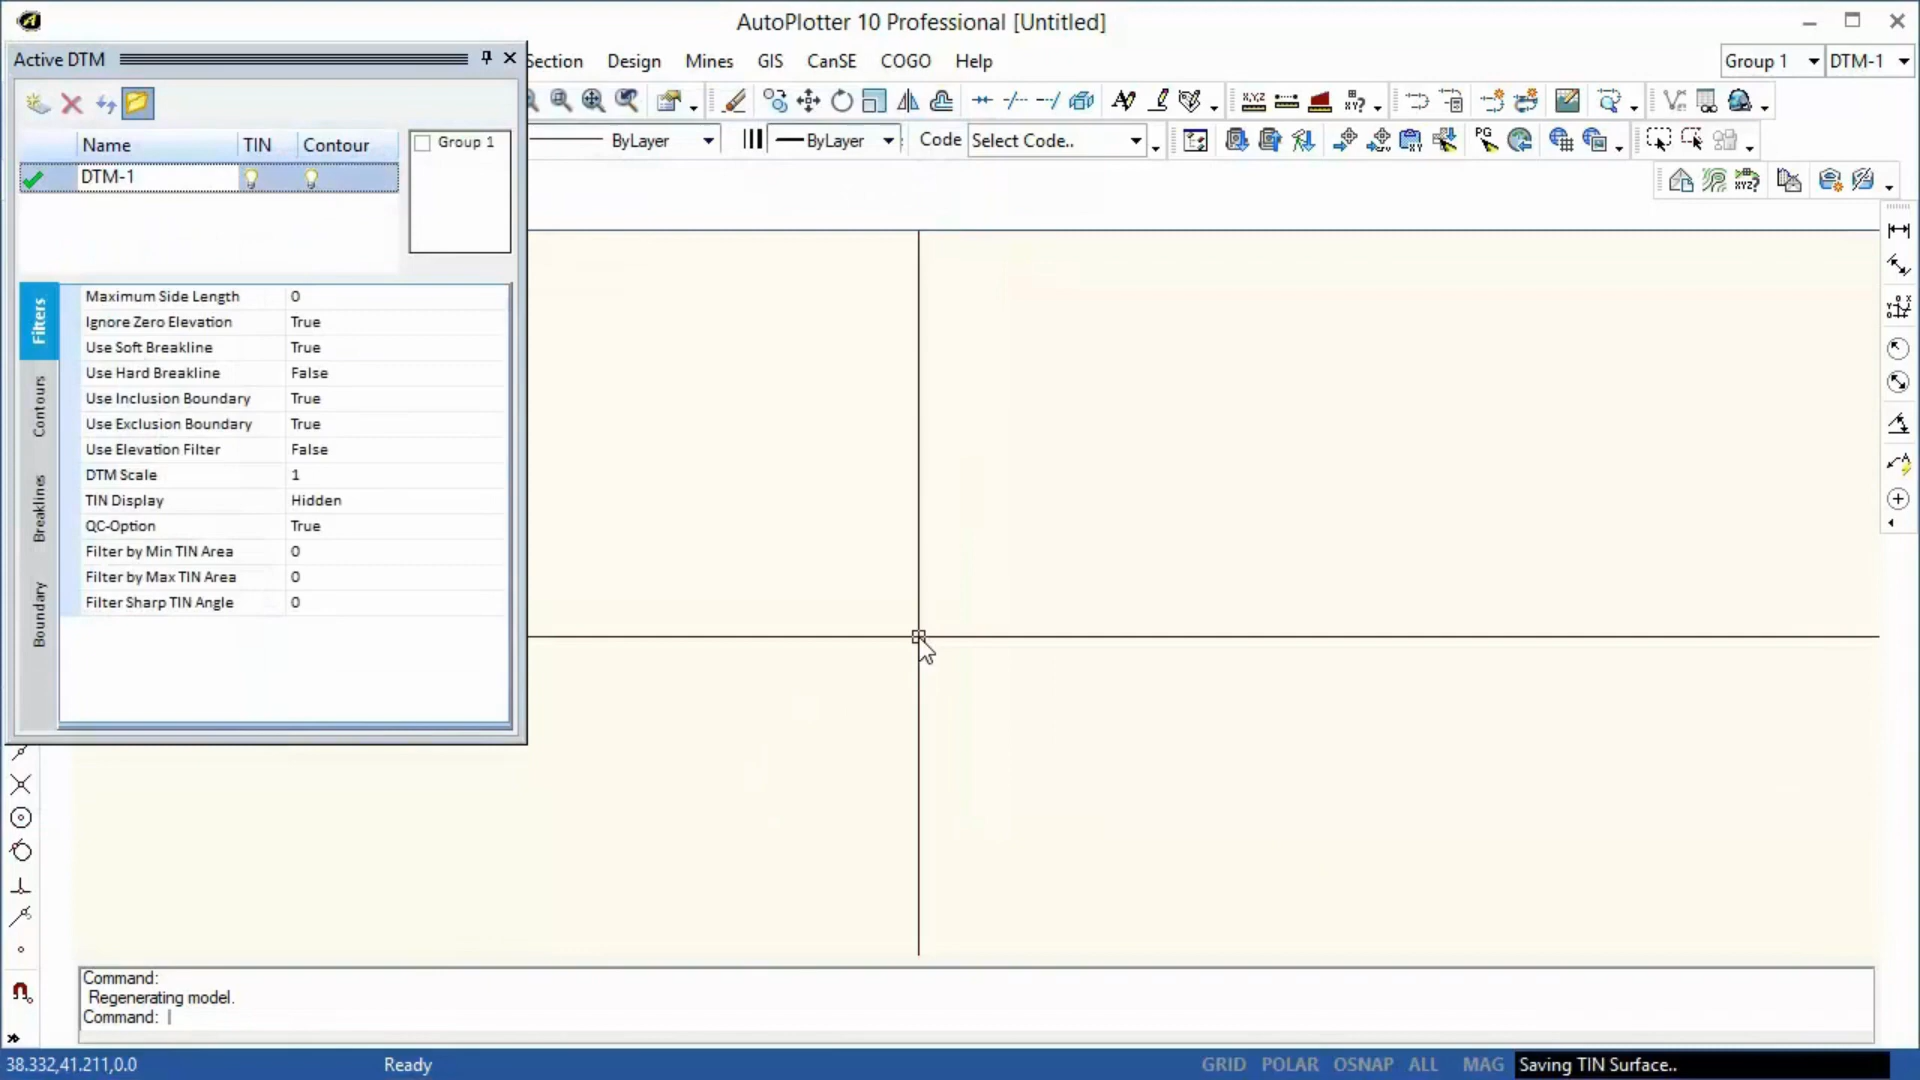 AutoPlotter 10 Professional [Untitled]
Active DTM
Section Design Mines GIS CanSE COGO Help
Group 1 DTM-1
Name TIN Contour
Group 1
DTM-1
ByLayer ByLayer Code Select Code..
Filters
Contours
Breaklines
Boundary
Maximum Side Length 0
Ignore Zero Elevation True
Use Soft Breakline True
Use Hard Breakline False
Use Inclusion Boundary True
Use Exclusion Boundary True
Use Elevation Filter False
DTM Scale 1
TIN Display Hidden
QC-Option True
Filter by Min TIN Area 0
Filter by Max TIN Area 0
Filter Sharp TIN Angle 0
Command:
Regenerating model.
Command:
38.332,41.211,0.0 Ready GRID POLAR OSNAP ALL MAG Saving TIN Surface..